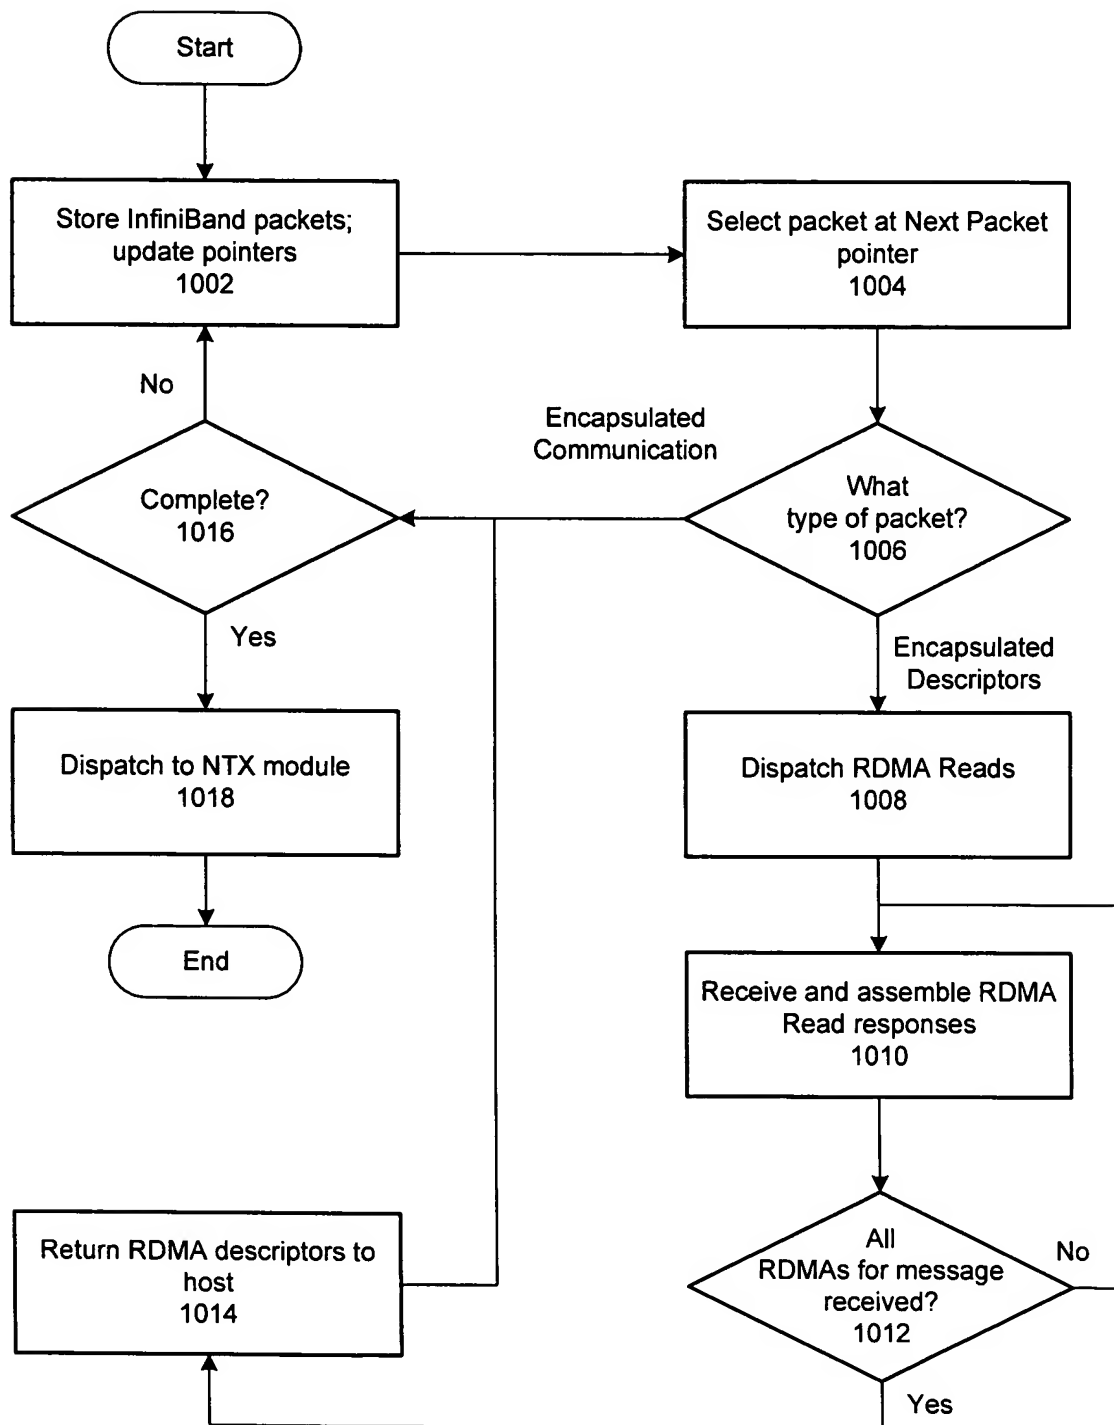 Start
Store InfiniBand packets;
update pointers
1002
Select packet at Next Packet
pointer
1004
No
Encapsulated
Communication
Complete?
1016
What
type of packet?
1006
Yes
Encapsulated
Descriptors
Dispatch to NTX module
1018
Dispatch RDMA Reads
1008
End
Receive and assemble RDMA
Read responses
1010
Return RDMA descriptors to
host
1014
All
RDMAs for message
received?
1012
No
Yes